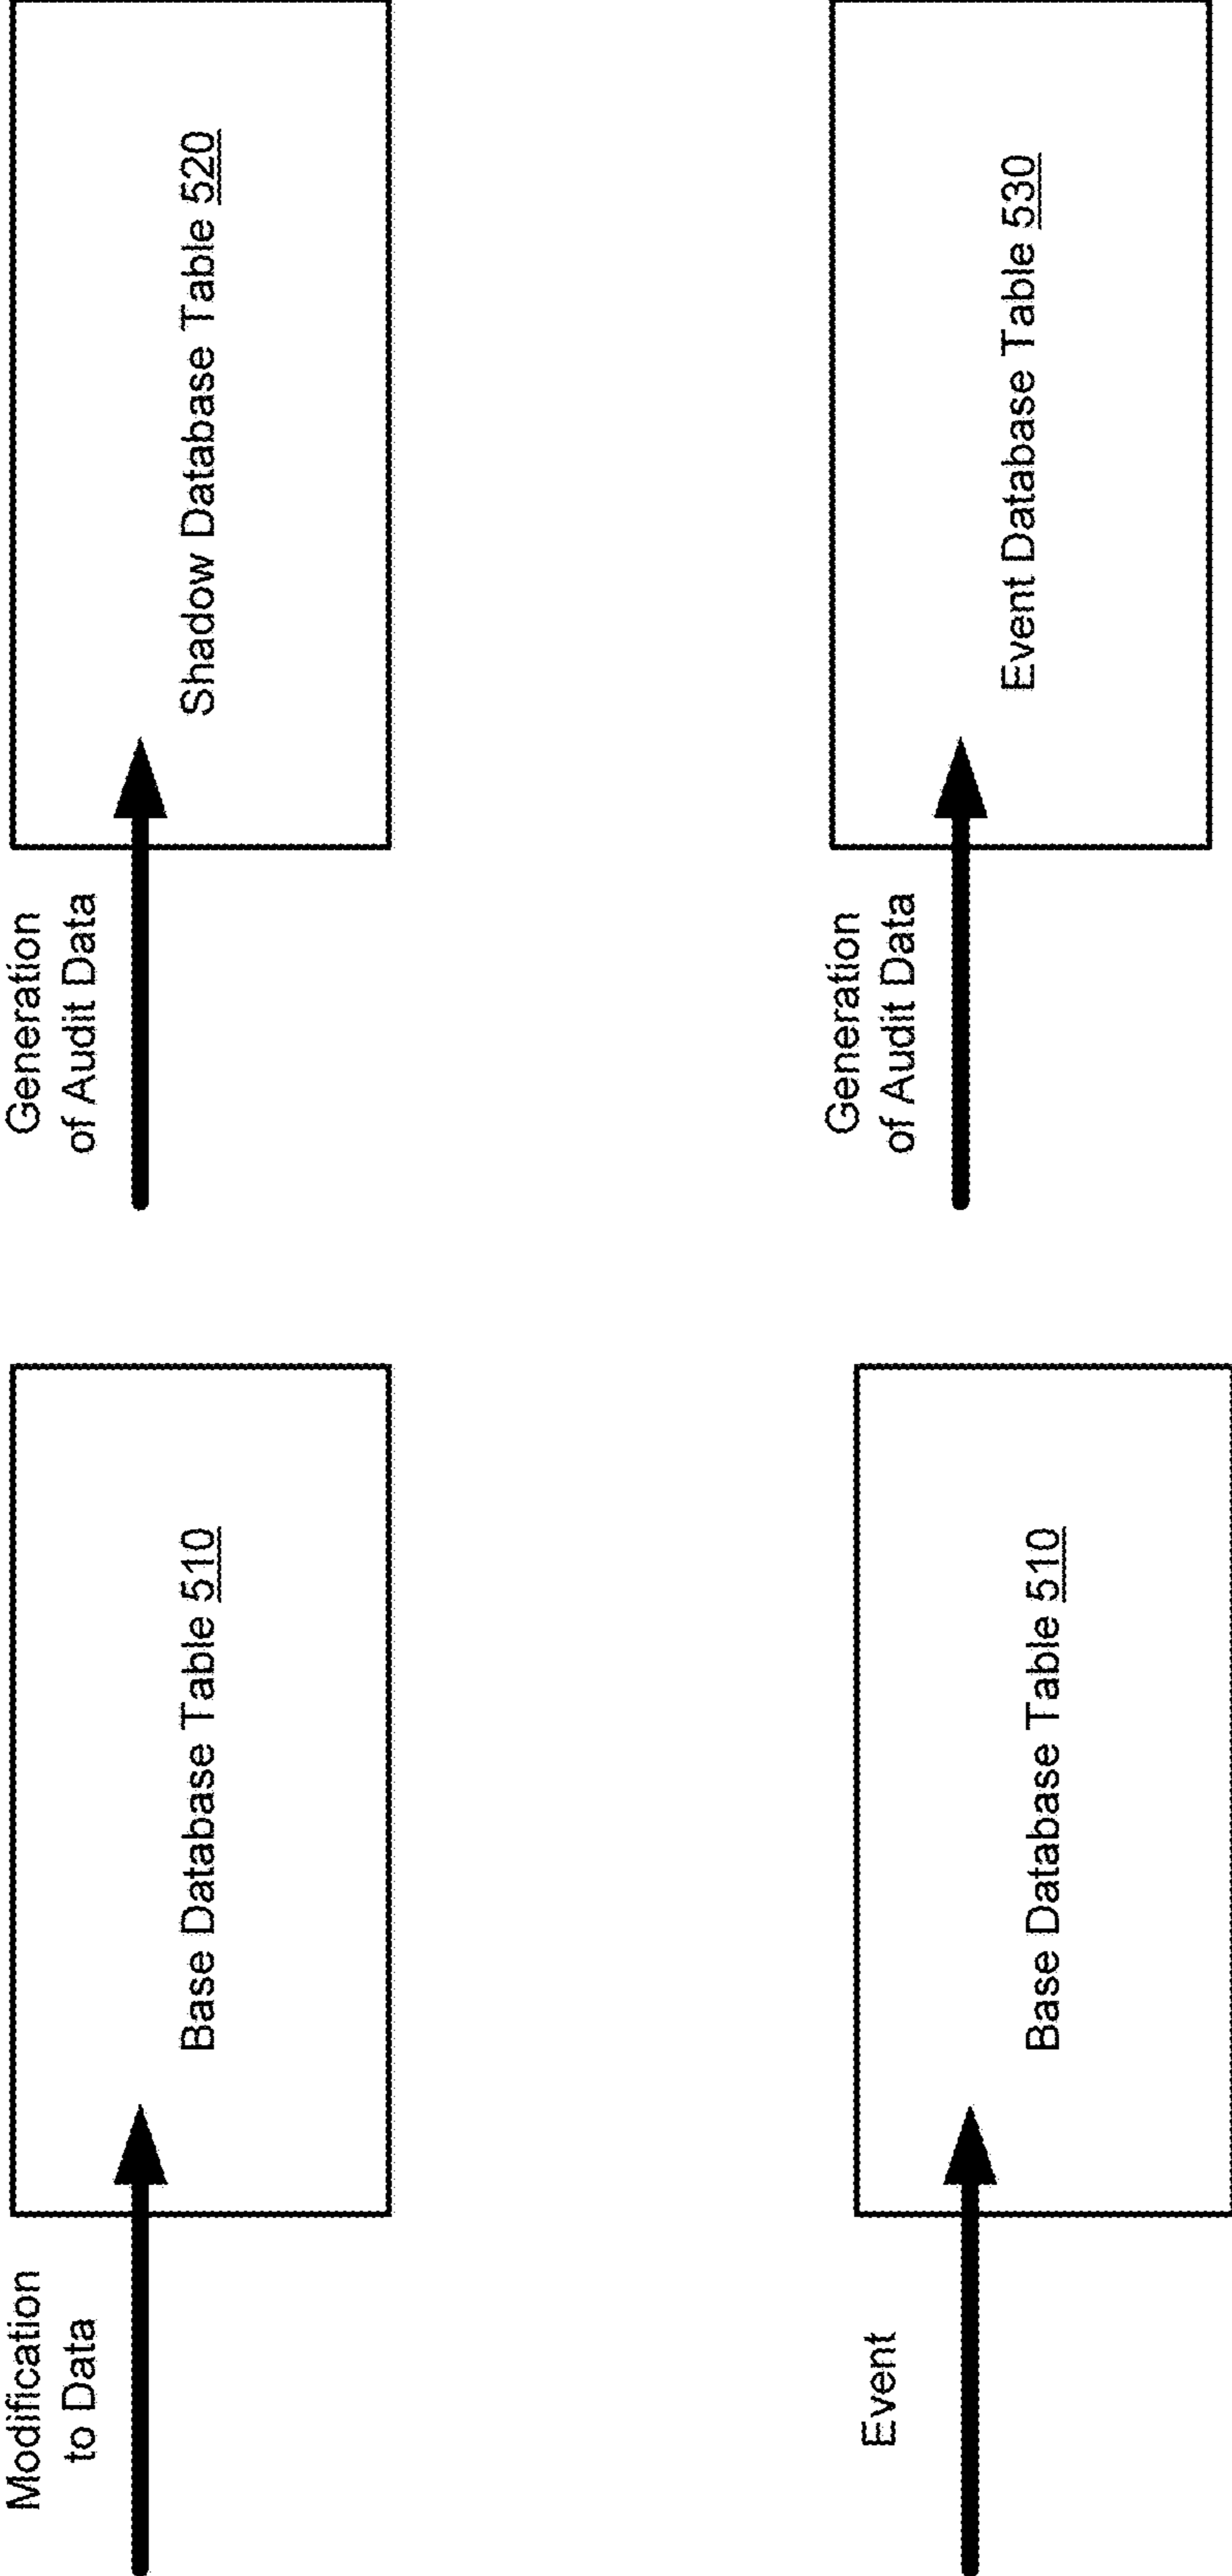 Modification
to Data
Base Database Table 510
Generation
of Audit Data
Shadow Database Table 520
Event
Base Database Table 510
Generation
of Audit Data
Event Database Table 530